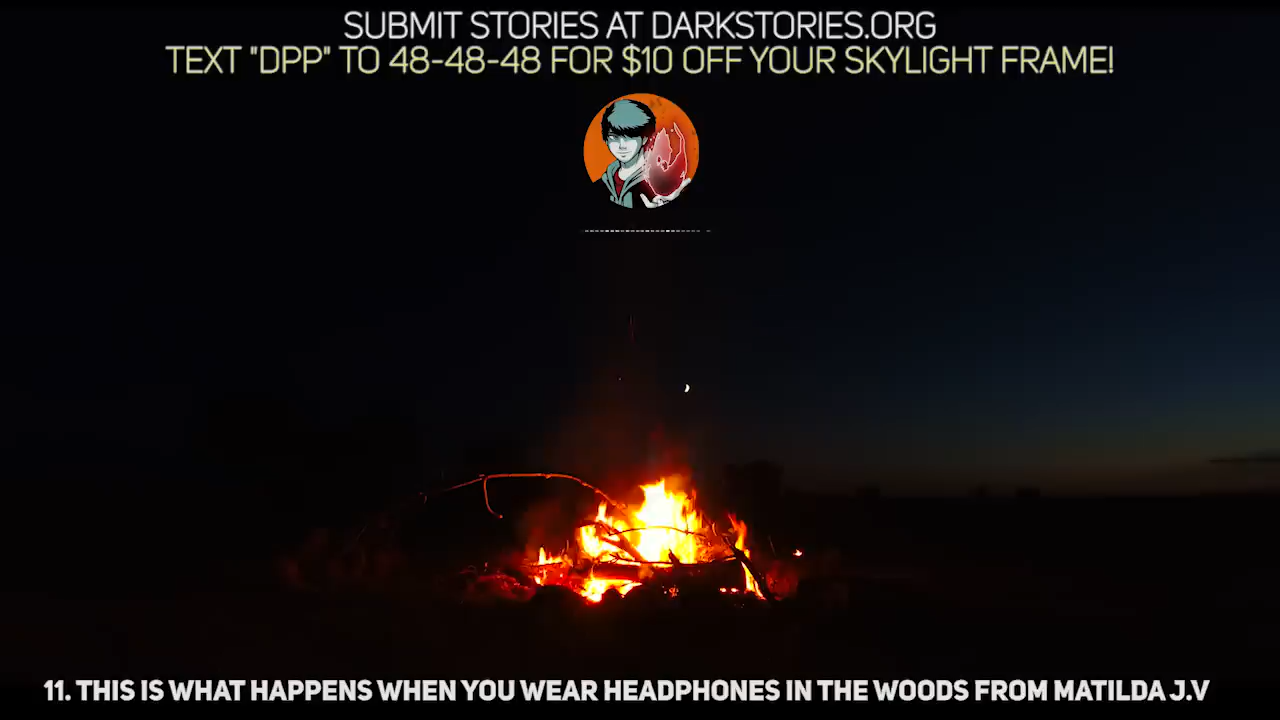 SUBMIT STORIES AT DARKSTORIES.ORG
TEXT "DPP" TO 48-48-48 FOR $10 OFF YOUR SKYLIGHT FRAME!
11. THIS IS WHAT HAPPENS WHEN YOU WEAR HEADPHONES IN THE WOODS FROM MATILDA J.V